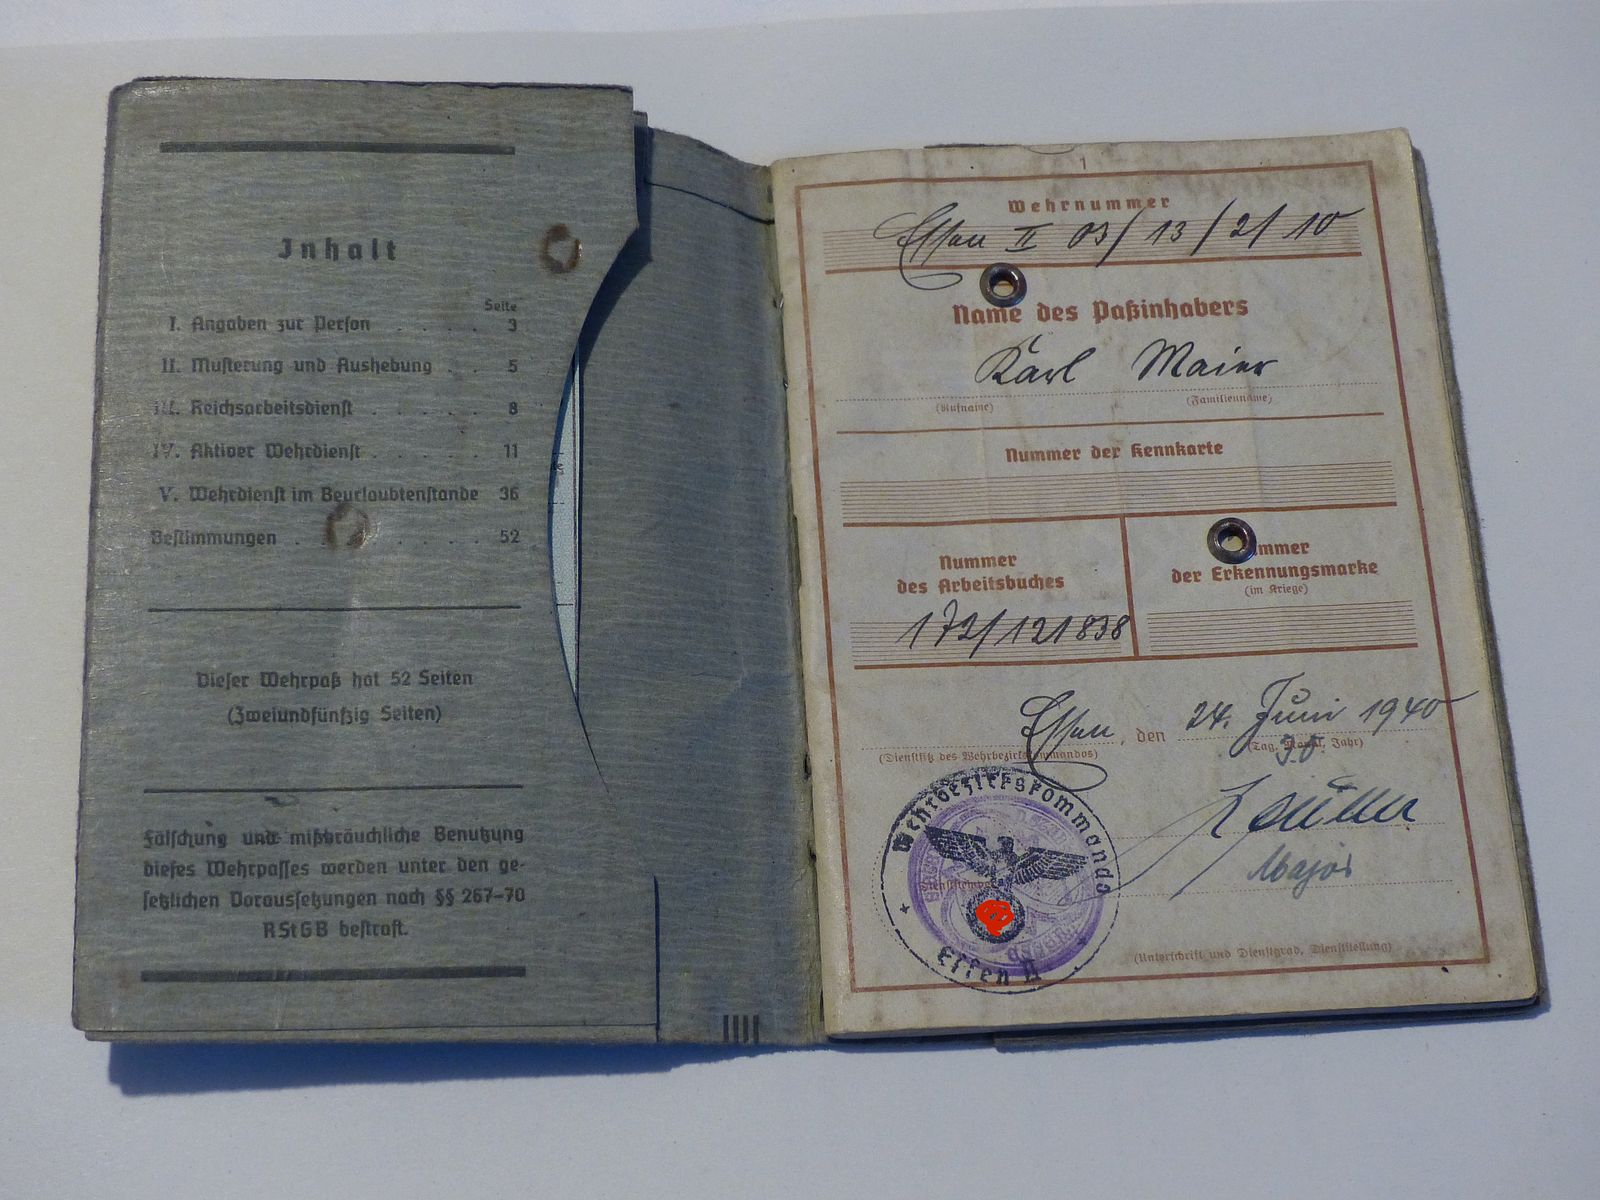 Inhalt
Seite
I. Angaben zur Person . . . . . 3
II. Musterung und Aushebung . . 5
III. Reichsarbeitsdienst . . . . . 8
IV. Aktiver Wehrdienst . . . . . 11
V. Wehrdienst im Beurlaubtenstande 36
Bestimmungen . . . . . 52
Dieser Wehrpaß hat 52 Seiten
(Zweiundfünfzig Seiten)
Fälschung und mißbräuchliche Benutzung
dieses Wehrpasses werden unter den ge-
setzlichen Voraussetzungen nach §§ 267-70
RStGB bestraft.
1
Wehrnummer
Essen II 03/13/2/10
Name des Paßinhabers
Karl Maier
(Rufname) (Familienname)
Nummer der Kennkarte
Nummer
des Arbeitsbuches
172/121838
Nummer
der Erkennungsmarke
(im Kriege)
Essen, den 24. Juni 1940
(Dienstsitz des Wehrbezirkskommandos) (Tag, Monat, Jahr)
Major
(Unterschrift und Dienstgrad, Dienststellung)
Wehrbezirkskommando
Essen II